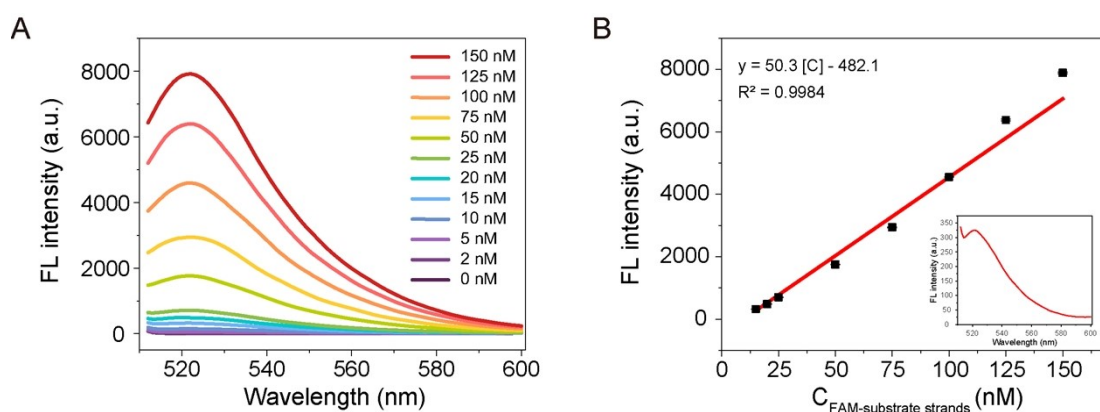 A
FL intensity (a.u.)
8000
6000
4000
2000
0
520
540
560
580
600
Wavelength (nm)
150 nM
125 nM
100 nM
75 nM
50 nM
25 nM
20 nM
15 nM
10 nM
5 nM
2 nM
0 nM
B
FL intensity (a.u.)
8000
6000
4000
2000
0
y = 50.3 [C] - 482.1
R² = 0.9984
0
25
50
75
100
125
150
C FAM-substrate strands (nM)
FL intensity (a.u.)
350
300
250
200
150
100
50
0
520
540
560
580
600
Wavelength (nm)